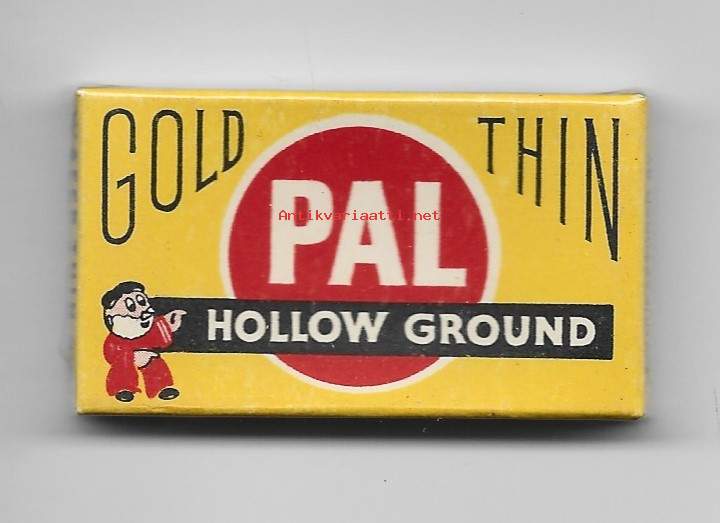 GOLD THIN
PAL
Antikvariaatti.net
HOLLOW GROUND